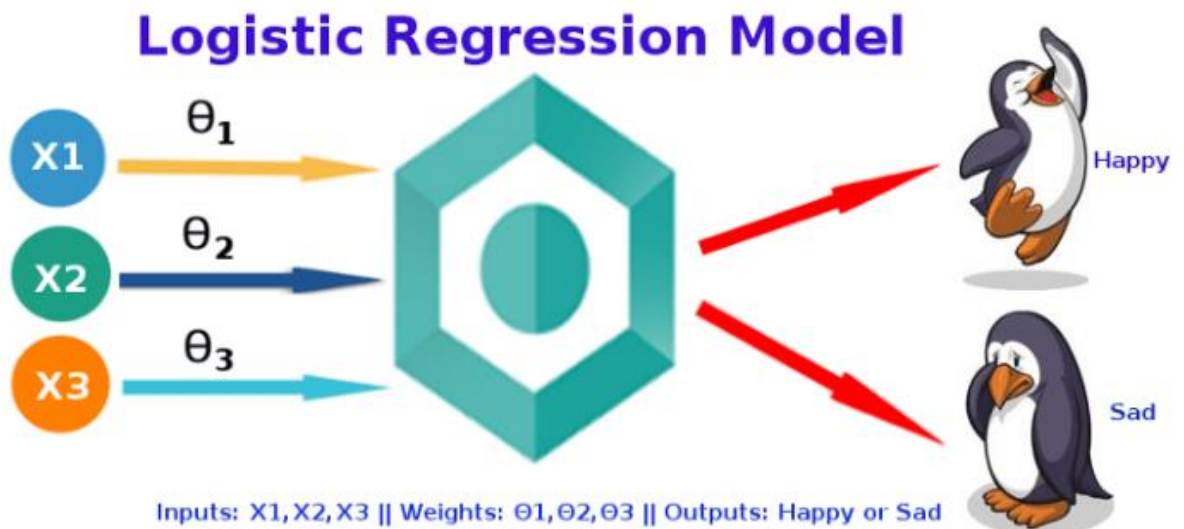 Logistic Regression Model
X1
θ1
X2
θ2
X3
θ3
Happy
Sad
Inputs: X1,X2,X3 || Weights: Θ1,Θ2,Θ3 || Outputs: Happy or Sad